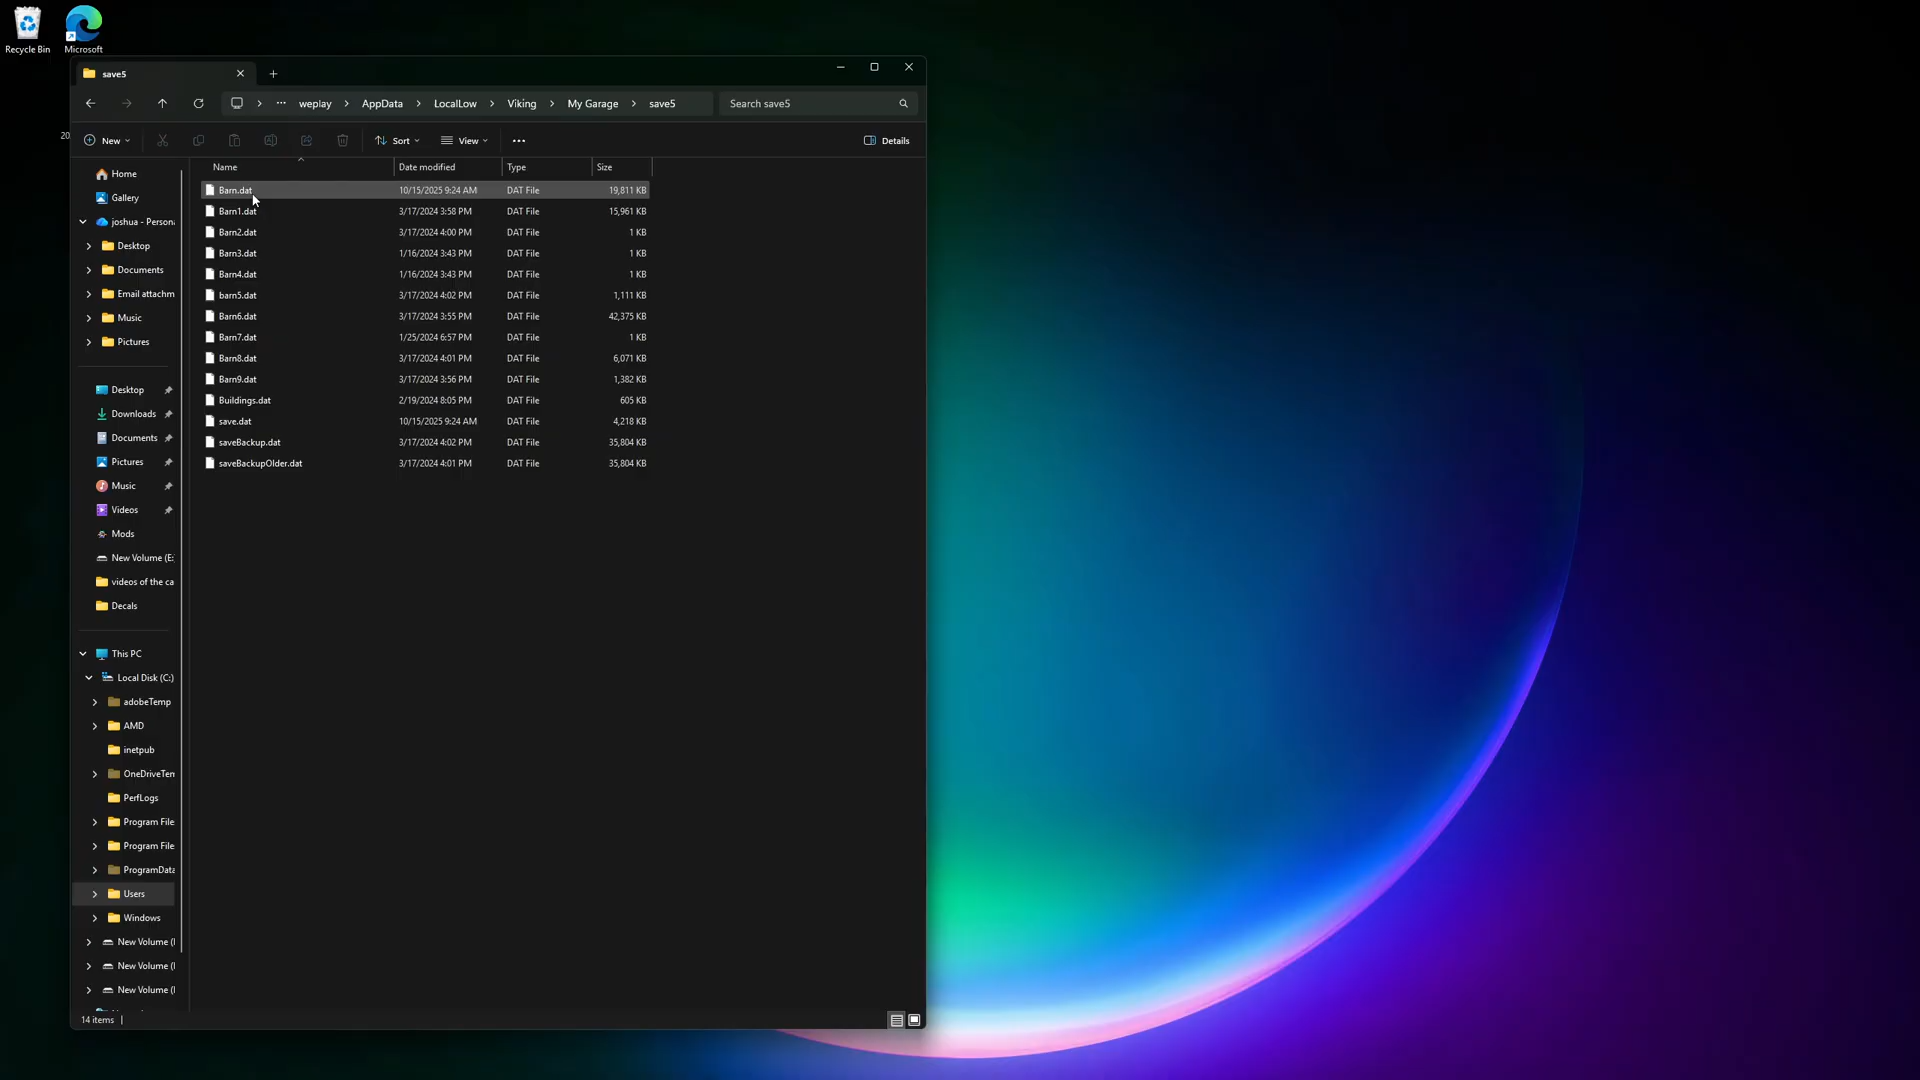 Recycle Bin
Microsoft
20
save5
weplay
AppData
LocalLow
Viking
My Garage
save5
Search save5
New
Sort
View
Details
Name
Date modified
Type
Size
Barn.dat 10/15/2025 9:24 AM DAT File 19,811 KB
Barn1.dat 3/17/2024 3:58 PM DAT File 15,961 KB
Barn2.dat 3/17/2024 4:00 PM DAT File 1 KB
Barn3.dat 1/16/2024 3:43 PM DAT File 1 KB
Barn4.dat 1/16/2024 3:43 PM DAT File 1 KB
barn5.dat 3/17/2024 4:02 PM DAT File 1,111 KB
Barn6.dat 3/17/2024 3:55 PM DAT File 42,375 KB
Barn7.dat 1/25/2024 6:57 PM DAT File 1 KB
Barn8.dat 3/17/2024 4:01 PM DAT File 6,071 KB
Barn9.dat 3/17/2024 3:56 PM DAT File 1,382 KB
Buildings.dat 2/19/2024 8:05 PM DAT File 605 KB
save.dat 10/15/2025 9:24 AM DAT File 4,218 KB
saveBackup.dat 3/17/2024 4:02 PM DAT File 35,804 KB
saveBackupOlder.dat 3/17/2024 4:01 PM DAT File 35,804 KB
Home
Gallery
joshua - Persona
Desktop
Documents
Email attachm
Music
Pictures
Desktop
Downloads
Documents
Pictures
Music
Videos
Mods
New Volume (E:
videos of the ca
Decals
This PC
Local Disk (C:)
adobeTemp
AMD
inetpub
OneDriveTem
PerfLogs
Program File
Program File
ProgramData
Users
Windows
New Volume (
New Volume (
New Volume (
14 items